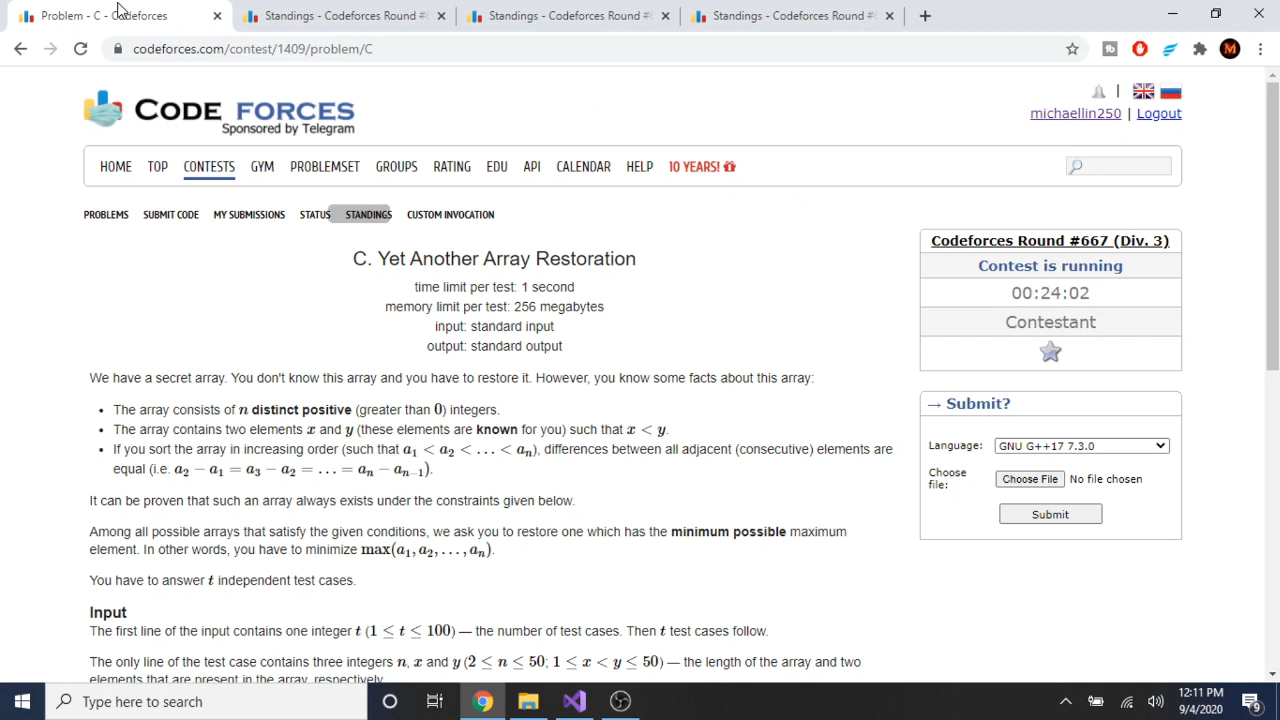 Problem - C - Codeforces
Standings - Codeforces Round #6
Standings - Codeforces Round #6
Standings - Codeforces Round #6
codeforces.com/contest/1409/problem/C
CODE FORCES
Sponsored by Telegram
michaellin250 | Logout
HOME TOP CONTESTS GYM PROBLEMSET GROUPS RATING EDU API CALENDAR HELP 10 YEARS!
PROBLEMS SUBMIT CODE MY SUBMISSIONS STATUS STANDINGS CUSTOM INVOCATION
C. Yet Another Array Restoration
time limit per test: 1 second
memory limit per test: 256 megabytes
input: standard input
output: standard output
We have a secret array. You don't know this array and you have to restore it. However, you know some facts about this array:
• The array consists of n distinct positive (greater than 0) integers.
• The array contains two elements x and y (these elements are known for you) such that x < y.
• If you sort the array in increasing order (such that a₁ < a₂ < … < aₙ), differences between all adjacent (consecutive) elements are
equal (i.e. a₂ − a₁ = a₃ − a₂ = … = aₙ − aₙ₋₁).
It can be proven that such an array always exists under the constraints given below.
Among all possible arrays that satisfy the given conditions, we ask you to restore one which has the minimum possible maximum
element. In other words, you have to minimize max(a₁, a₂, …, aₙ).
You have to answer t independent test cases.
Input
The first line of the input contains one integer t (1 ≤ t ≤ 100) — the number of test cases. Then t test cases follow.
The only line of the test case contains three integers n, x and y (2 ≤ n ≤ 50; 1 ≤ x < y ≤ 50) — the length of the array and two
elements that are present in the array, respectively.
Codeforces Round #667 (Div. 3)
Contest is running
00:24:02
Contestant
→ Submit?
Language: GNU G++17 7.3.0
Choose file: Choose File No file chosen
Submit
Type here to search
12:11 PM
9/4/2020
9